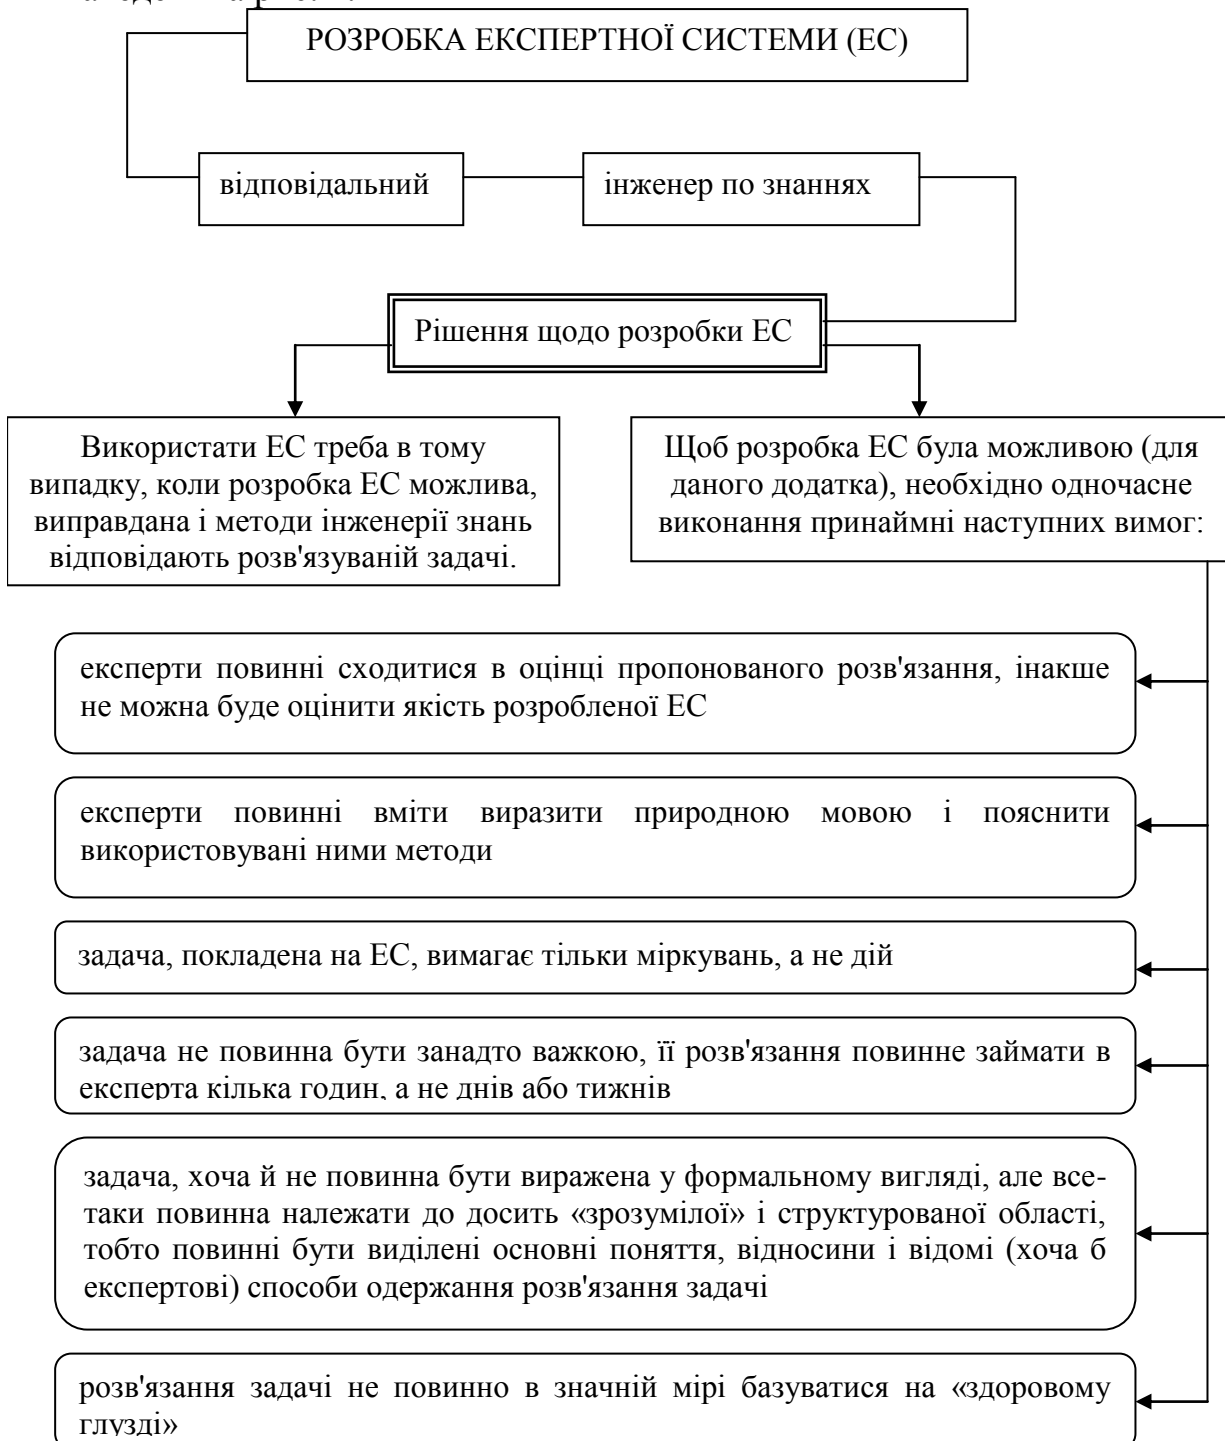 РОЗРОБКА ЕКСПЕРТНОЇ СИСТЕМИ (ЕС)
відповідальний
інженер по знаннях
Рішення щодо розробки ЕС
Використати ЕС треба в тому
випадку, коли розробка ЕС можлива,
виправдана і методи інженерії знань
відповідають розв'язуваній задачі.
Щоб розробка ЕС була можливою (для
даного додатка), необхідно одночасне
виконання принаймні наступних вимог:
експерти повинні сходитися в оцінці пропонованого розв'язання, інакше
не можна буде оцінити якість розробленої ЕС
експерти повинні вміти виразити природною мовою і пояснити
використовувані ними методи
задача, покладена на ЕС, вимагає тільки міркувань, а не дій
задача не повинна бути занадто важкою, її розв'язання повинне займати в
експерта кілька годин, а не днів або тижнів
задача, хоча й не повинна бути виражена у формальному вигляді, але все-
таки повинна належати до досить «зрозумілої» і структурованої області,
тобто повинні бути виділені основні поняття, відносини і відомі (хоча б
експертові) способи одержання розв'язання задачі
розв'язання задачі не повинно в значній мірі базуватися на «здоровому
глузді»